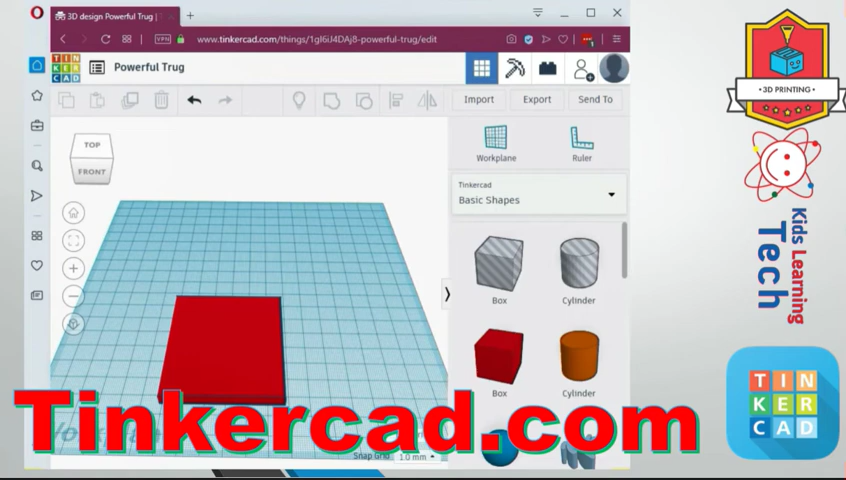 3D design Powerful Trug | T
VPN
www.tinkercad.com/things/1gI6iJ4DAj8-powerful-trug/edit
TIN
KER
CAD
Powerful Trug
Import
Export
Send To
TOP
FRONT
Workplane
Ruler
Tinkercad
Basic Shapes
Box
Cylinder
Box
Cylinder
Snap Grid
1.0 mm
Tinkercad.com
• 3D PRINTING •
Kids Learning
Tech
TIN
KER
CAD